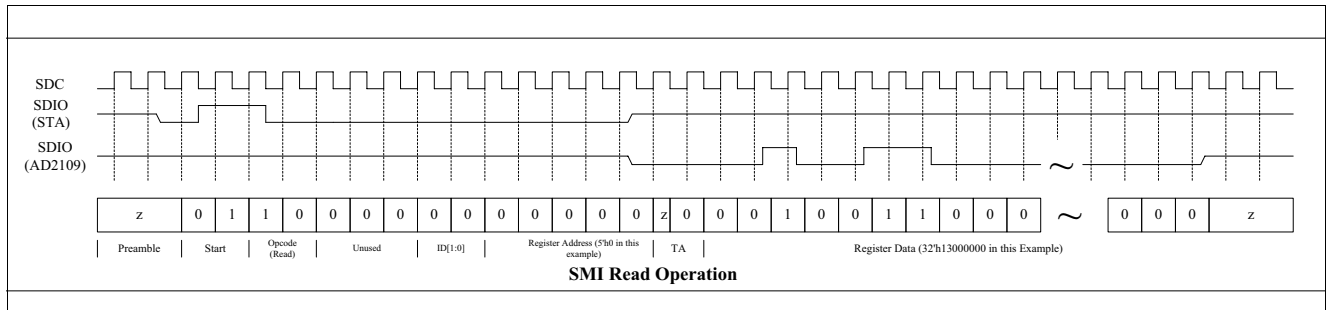 SDC
SDIO
(STA)
SDIO
(AD2109)
~
z 0 1 1 0 0 0 0 0 0 0 0 0 0 0 z 0 0 0 1 0 0 1 1 0 0 0 ~ 0 0 0 z
Preamble Start Opcode (Read) Unused ID[1:0] Register Address (5'h0 in this example) TA Register Data (32'h13000000 in this Example)
SMI Read Operation